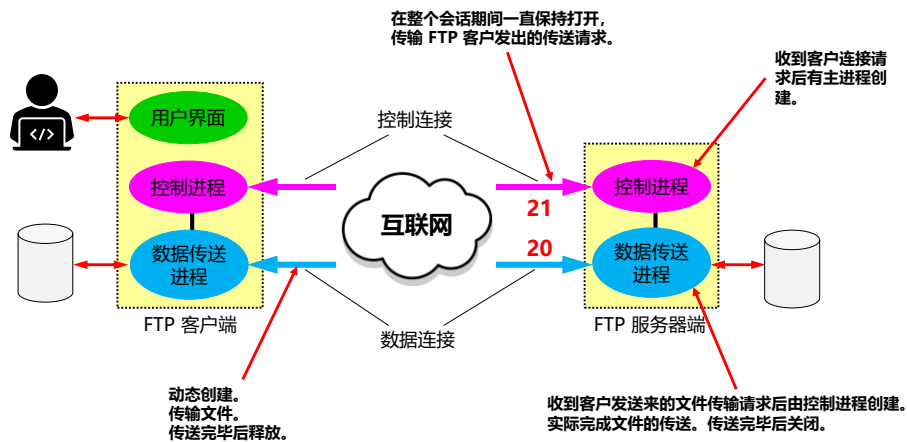 在整个会话期间一直保持打开，
传输 FTP 客户发出的传送请求。
收到客户连接请
求后有主进程创
建。
</>
用户界面
控制连接
控制进程
控制进程
21
互联网
20
数据传送
进程
数据传送
进程
FTP 客户端
FTP 服务器端
数据连接
动态创建。
传输文件。
传送完毕后释放。
收到客户发送来的文件传输请求后由控制进程创建。
实际完成文件的传送。传送完毕后关闭。